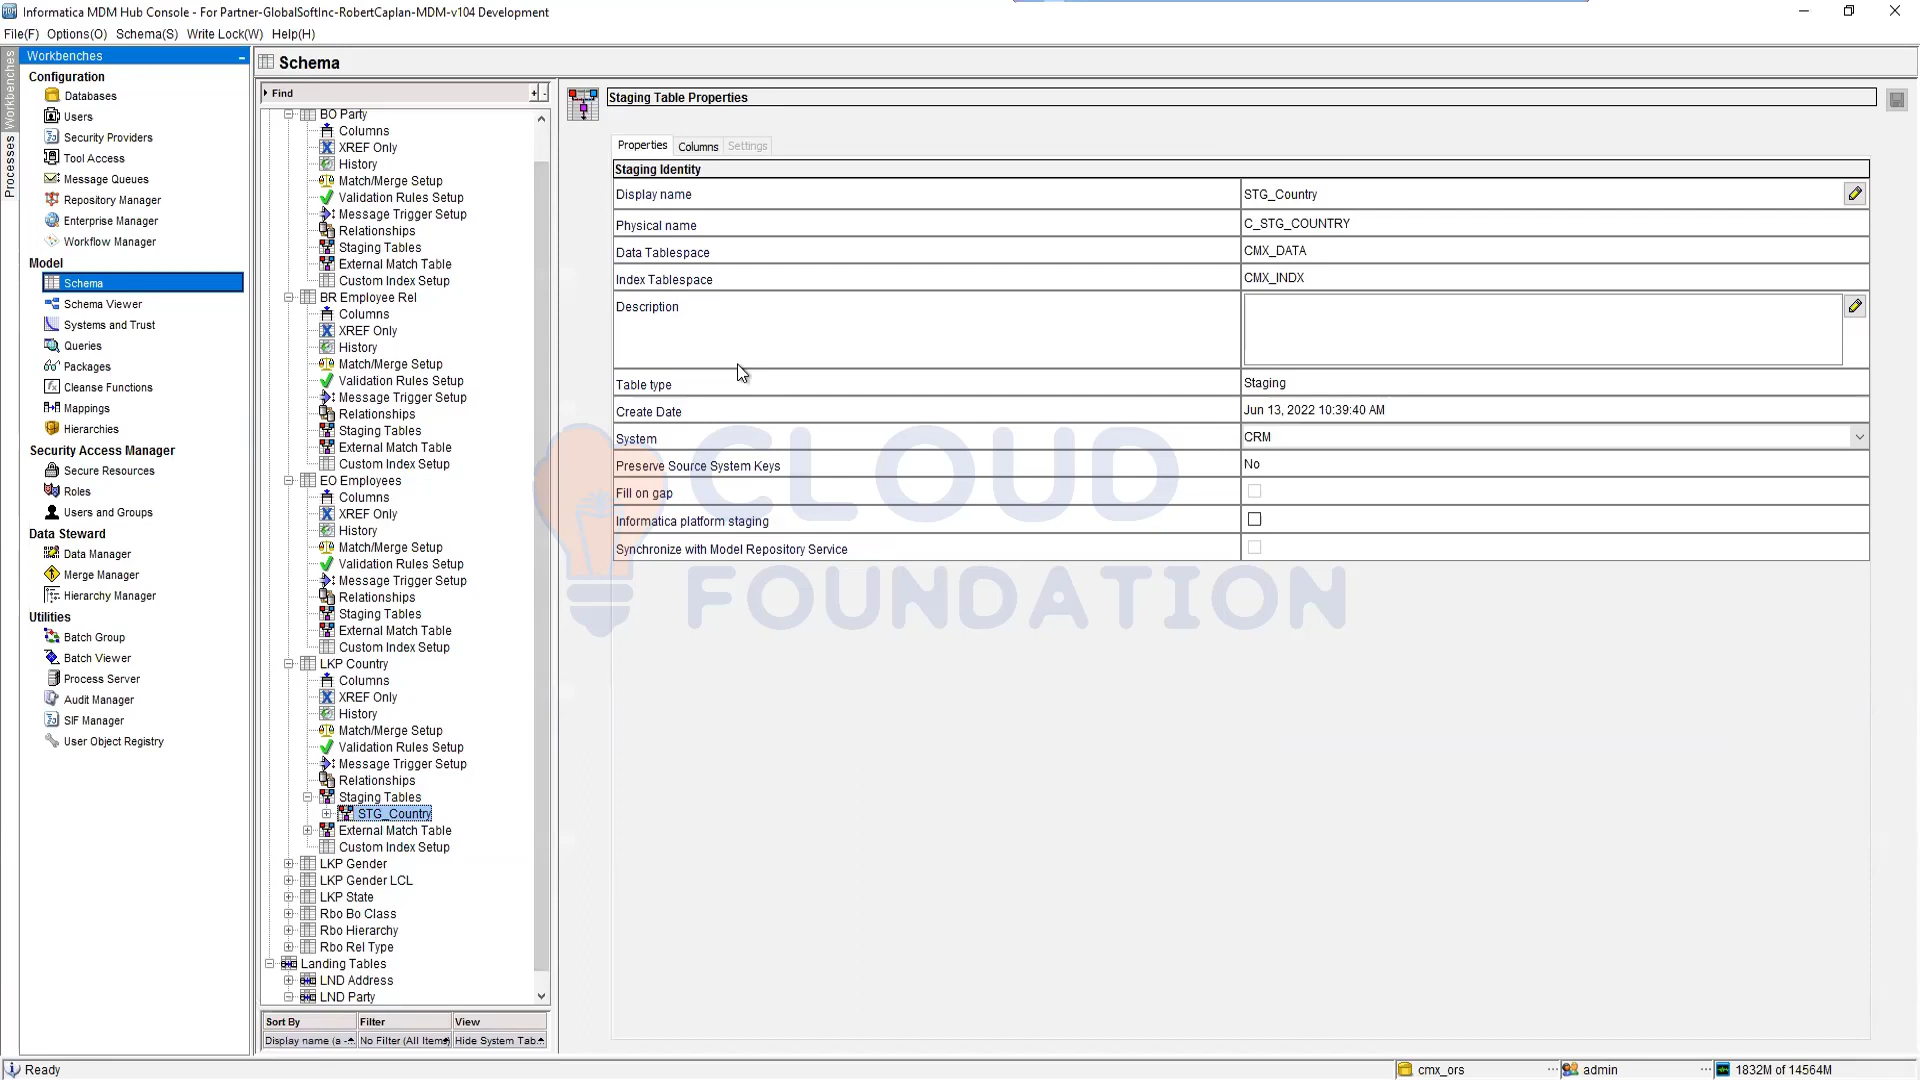 Informatica MDM Hub Console - For Partner-GlobalSoftInc-RobertCaplan-MDM-v104 Development
File(F) Options(O) Schema(S) Write Lock(W) Help(H)
Workbenches
Processes
Workbenches
Configuration
Databases
Users
Security Providers
Tool Access
Message Queues
Repository Manager
Enterprise Manager
Workflow Manager
Model
Schema
Schema Viewer
Systems and Trust
Queries
Packages
Cleanse Functions
Mappings
Hierarchies
Security Access Manager
Secure Resources
Roles
Users and Groups
Data Steward
Data Manager
Merge Manager
Hierarchy Manager
Utilities
Batch Group
Batch Viewer
Process Server
Audit Manager
SIF Manager
User Object Registry
Schema
Find
BO Party
Columns
XREF Only
History
Match/Merge Setup
Validation Rules Setup
Message Trigger Setup
Relationships
Staging Tables
External Match Table
Custom Index Setup
BR Employee Rel
Columns
XREF Only
History
Match/Merge Setup
Validation Rules Setup
Message Trigger Setup
Relationships
Staging Tables
External Match Table
Custom Index Setup
EO Employees
Columns
XREF Only
History
Match/Merge Setup
Validation Rules Setup
Message Trigger Setup
Relationships
Staging Tables
External Match Table
Custom Index Setup
LKP Country
Columns
XREF Only
History
Match/Merge Setup
Validation Rules Setup
Message Trigger Setup
Relationships
Staging Tables
STG_Country
External Match Table
Custom Index Setup
LKP Gender
LKP Gender LCL
LKP State
Rbo Bo Class
Rbo Hierarchy
Rbo Rel Type
Landing Tables
LND Address
LND Party
Sort By Filter View
Display name (a - No Filter (All Items) Hide System Tab
Staging Table Properties
Properties Columns Settings
Staging Identity
Display name STG_Country
Physical name C_STG_COUNTRY
Data Tablespace CMX_DATA
Index Tablespace CMX_INDX
Description
Table type Staging
Create Date Jun 13, 2022 10:39:40 AM
System CRM
Preserve Source System Keys No
Fill on gap
Informatica platform staging
Synchronize with Model Repository Service
CLOUD
FOUNDATION
Ready cmx_ors ... admin ... 1832M of 14564M